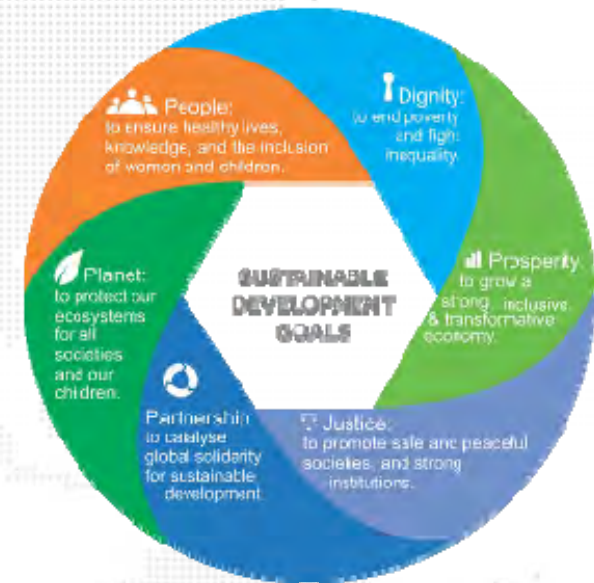 People:
to ensure healthy lives,
knowledge, and the inclusion
of women and children.
Dignity:
to end poverty
and fight
inequality.
Prosperity:
to grow a
strong, inclusive,
& transformative
economy.
Justice:
to promote safe and peaceful
societies, and strong
institutions.
Partnership:
to catalyse
global solidarity
for sustainable
development
Planet:
to protect our
ecosystems
for all
societies
and our
children.
SUSTAINABLE
DEVELOPMENT
GOALS